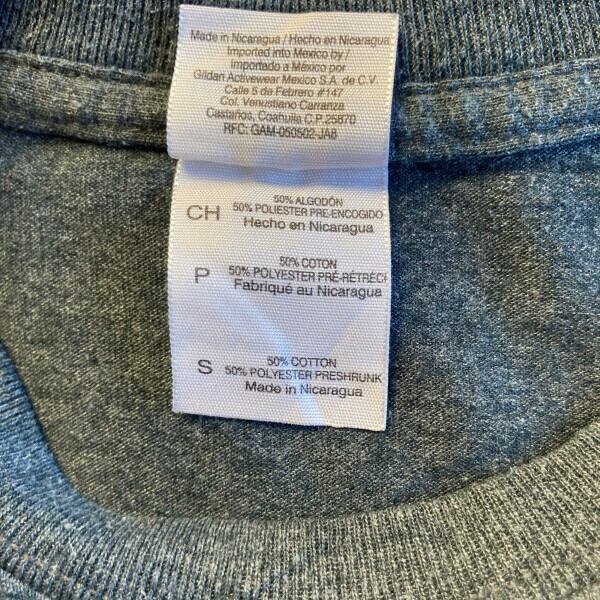 Made in Nicaragua / Hecho en Nicaragua
Imported into Mexico by /
Importado a México por
Gildan Activewear Mexico S.A. de C.V.
Calle 5 de Febrero #147
Col. Venustiano Carranza
Castaños, Coahuila C.P. 25870
RFC: GAM-050502-JA8
50% ALGODÓN
CH 50% POLIESTER PRE-ENCOGIDO
Hecho en Nicaragua
50% COTON
P 50% POLYESTER PRÉ-RÉTRÉCI
Fabriqué au Nicaragua
50% COTTON
S 50% POLYESTER PRESHRUNK
Made in Nicaragua